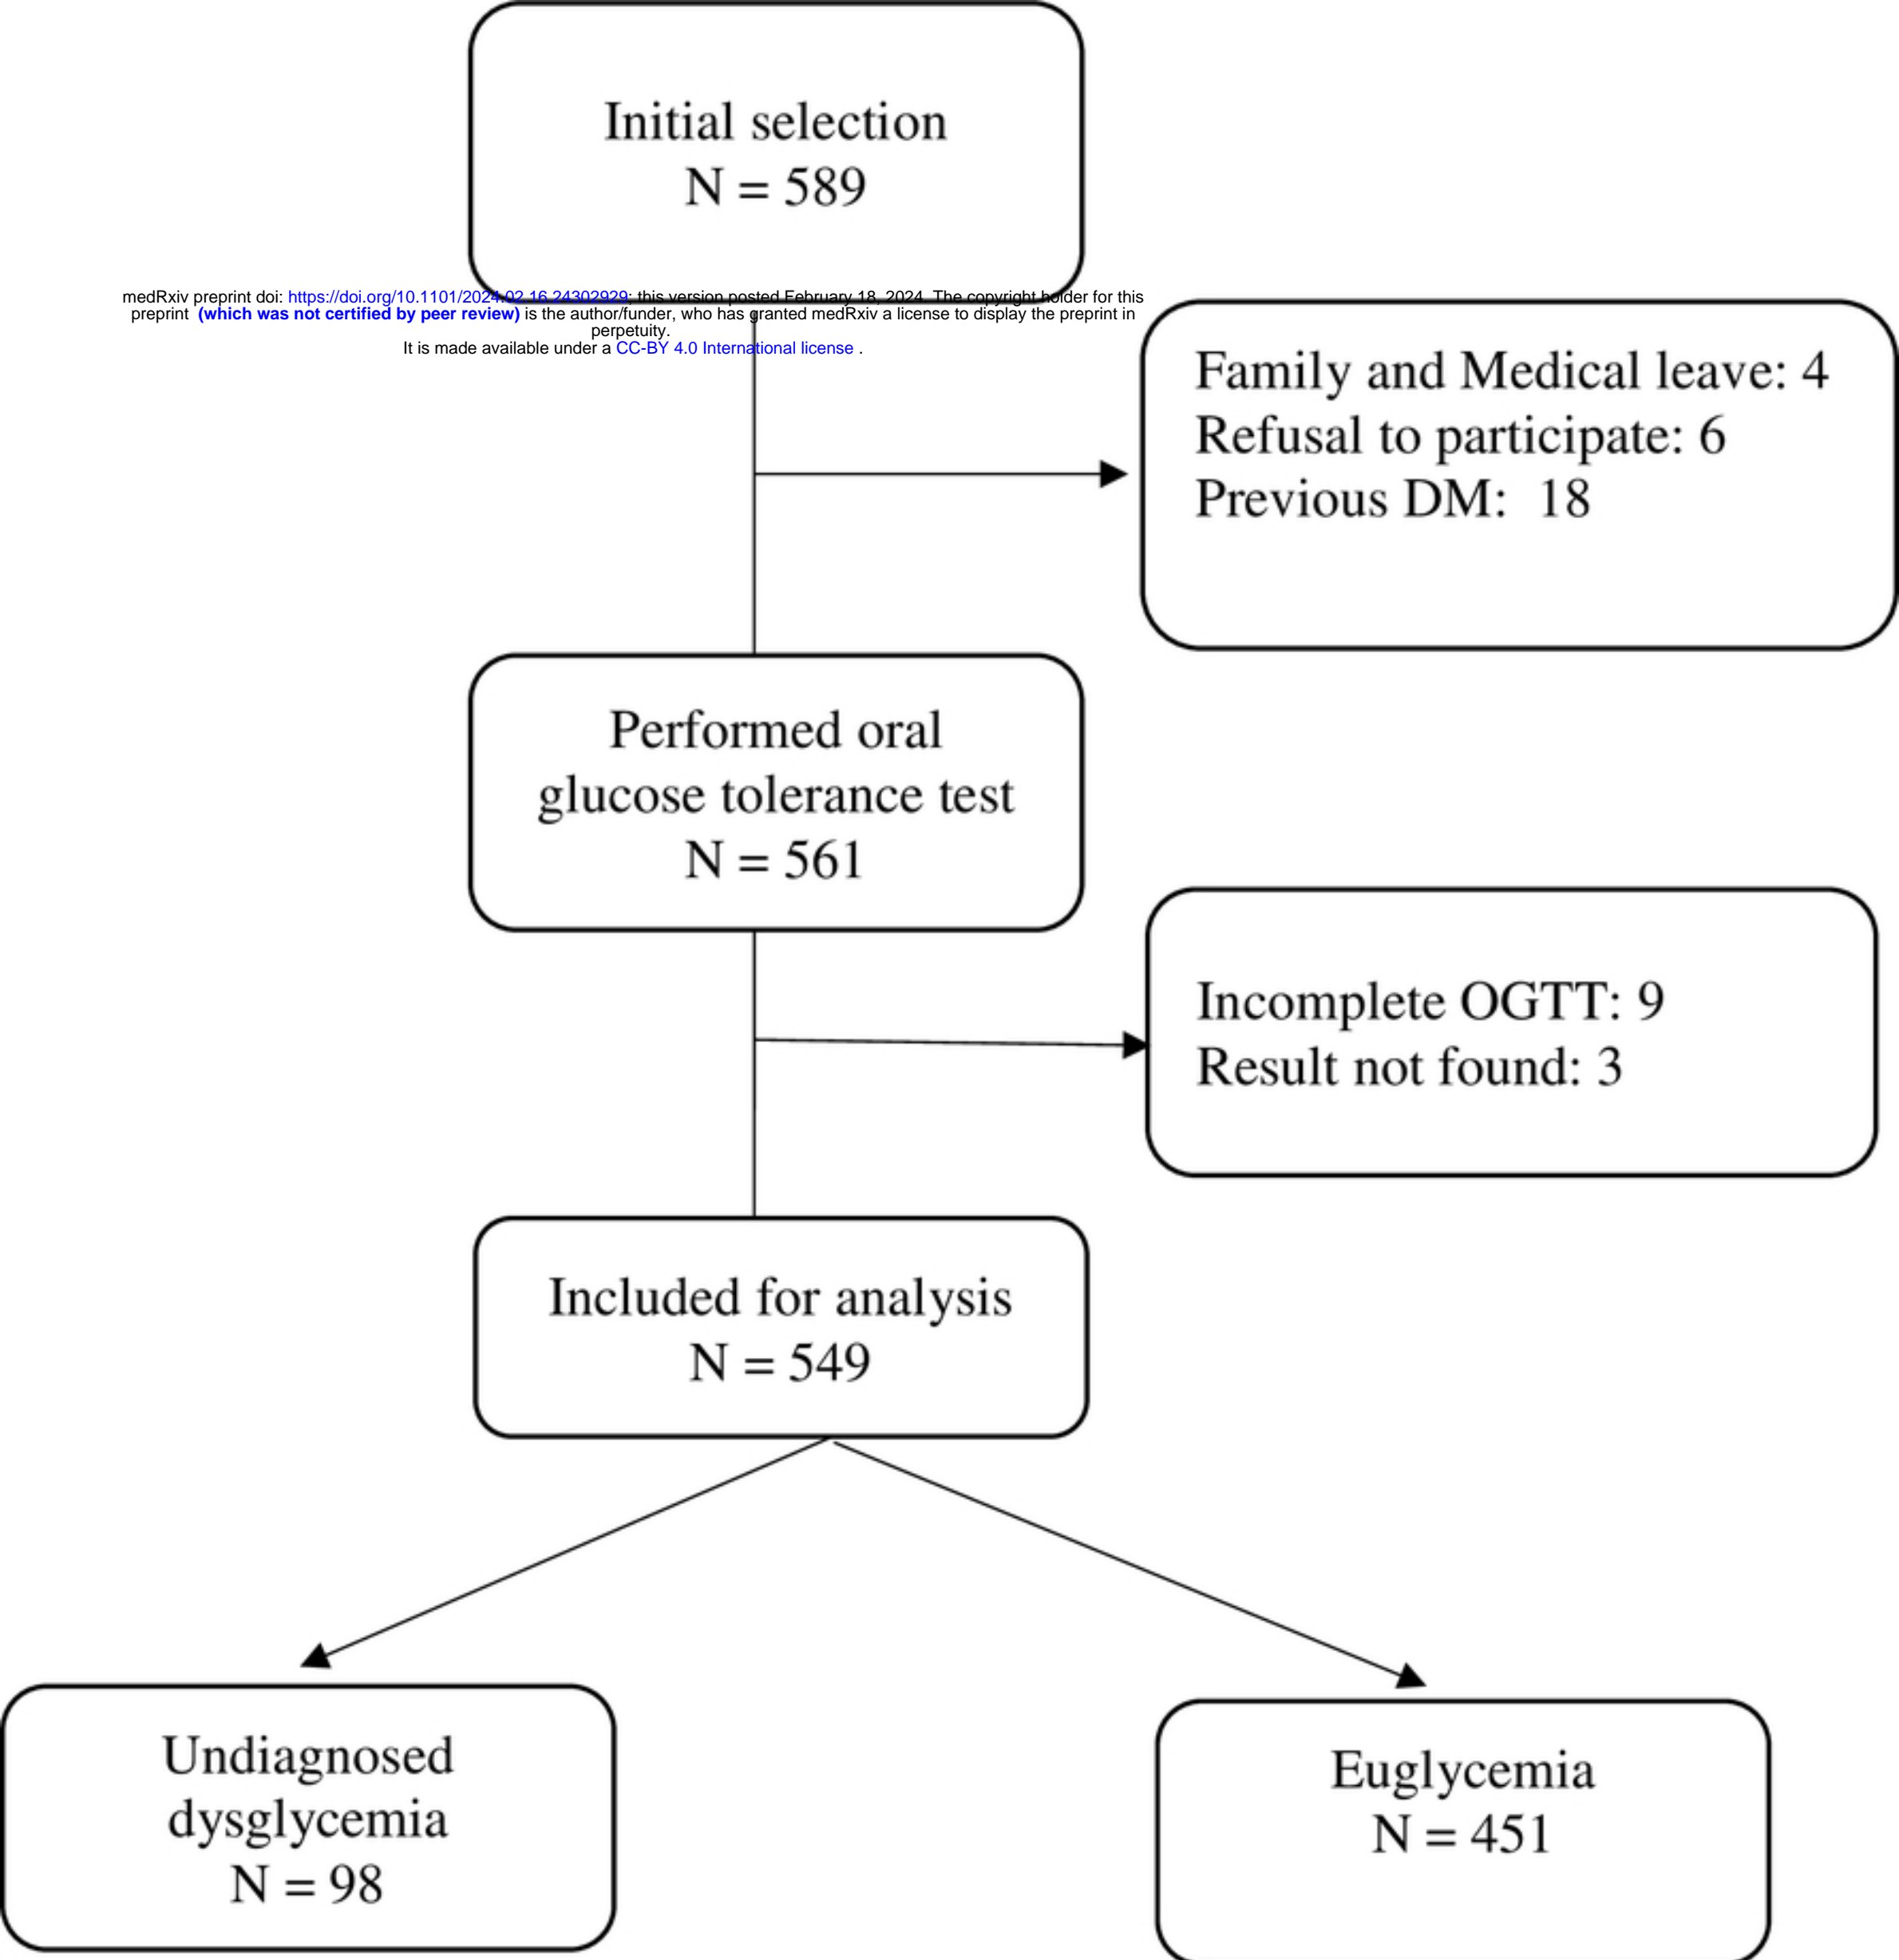 Initial selection
N = 589
medRxiv preprint doi: https://doi.org/10.1101/2024.02.16.24302929; this version posted February 18, 2024. The copyright holder for this
preprint (which was not certified by peer review) is the author/funder, who has granted medRxiv a license to display the preprint in
perpetuity.
It is made available under a CC-BY 4.0 International license .
Family and Medical leave: 4
Refusal to participate: 6
Previous DM: 18
Performed oral
glucose tolerance test
N = 561
Incomplete OGTT: 9
Result not found: 3
Included for analysis
N = 549
Undiagnosed
dysglycemia
N = 98
Euglycemia
N = 451